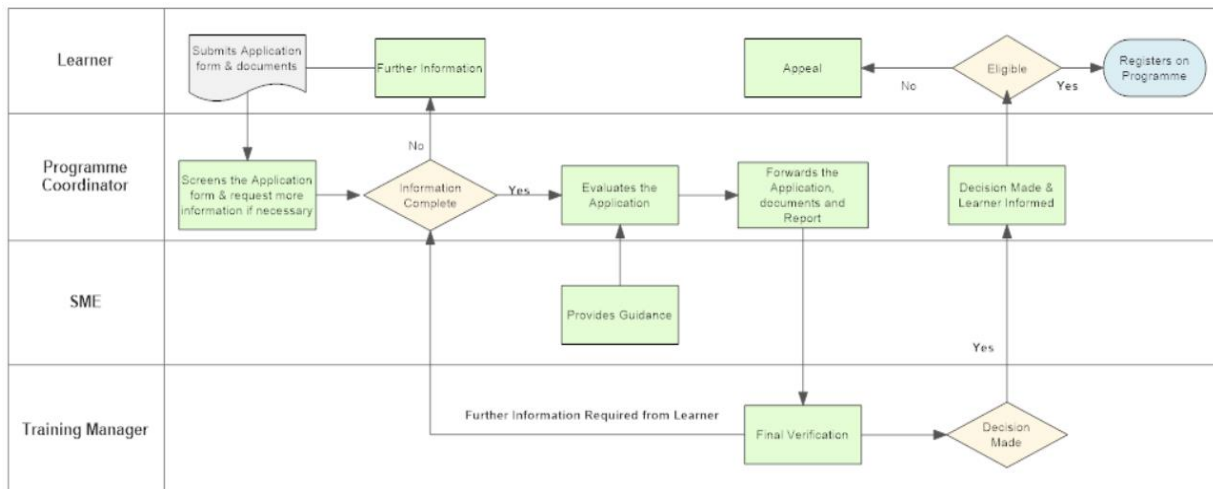 Learner
Submits Application
form & documents
Further Information
Appeal
No
Eligible
Yes
Registers on
Programme
Programme
Coordinator
Screens the Application
form & request more
information if necessary
No
Information
Complete
Yes
Evaluates the
Application
Forwards the
Application,
documents and
Report
Decision Made &
Learner Informed
SME
Provides Guidance
Yes
Training Manager
Further Information Required from Learner
Final Verification
Decision
Made